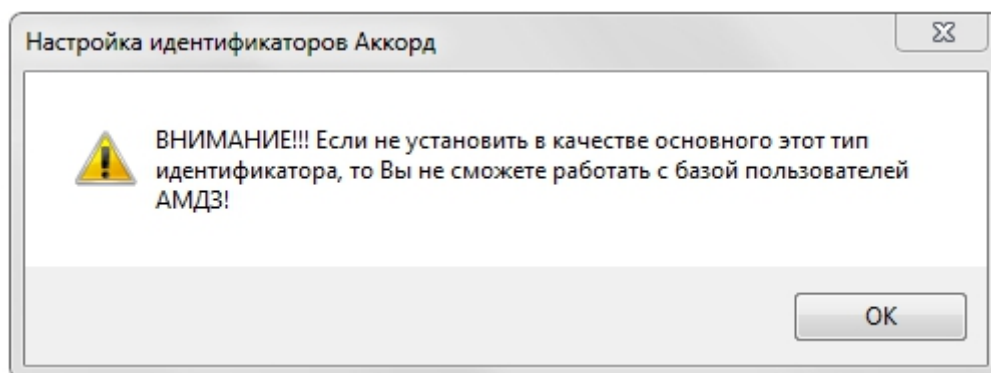 Настройка идентификаторов Аккорд
ВНИМАНИЕ!!! Если не установить в качестве основного этот тип
идентификатора, то Вы не сможете работать с базой пользователей
АМДЗ!
ОК